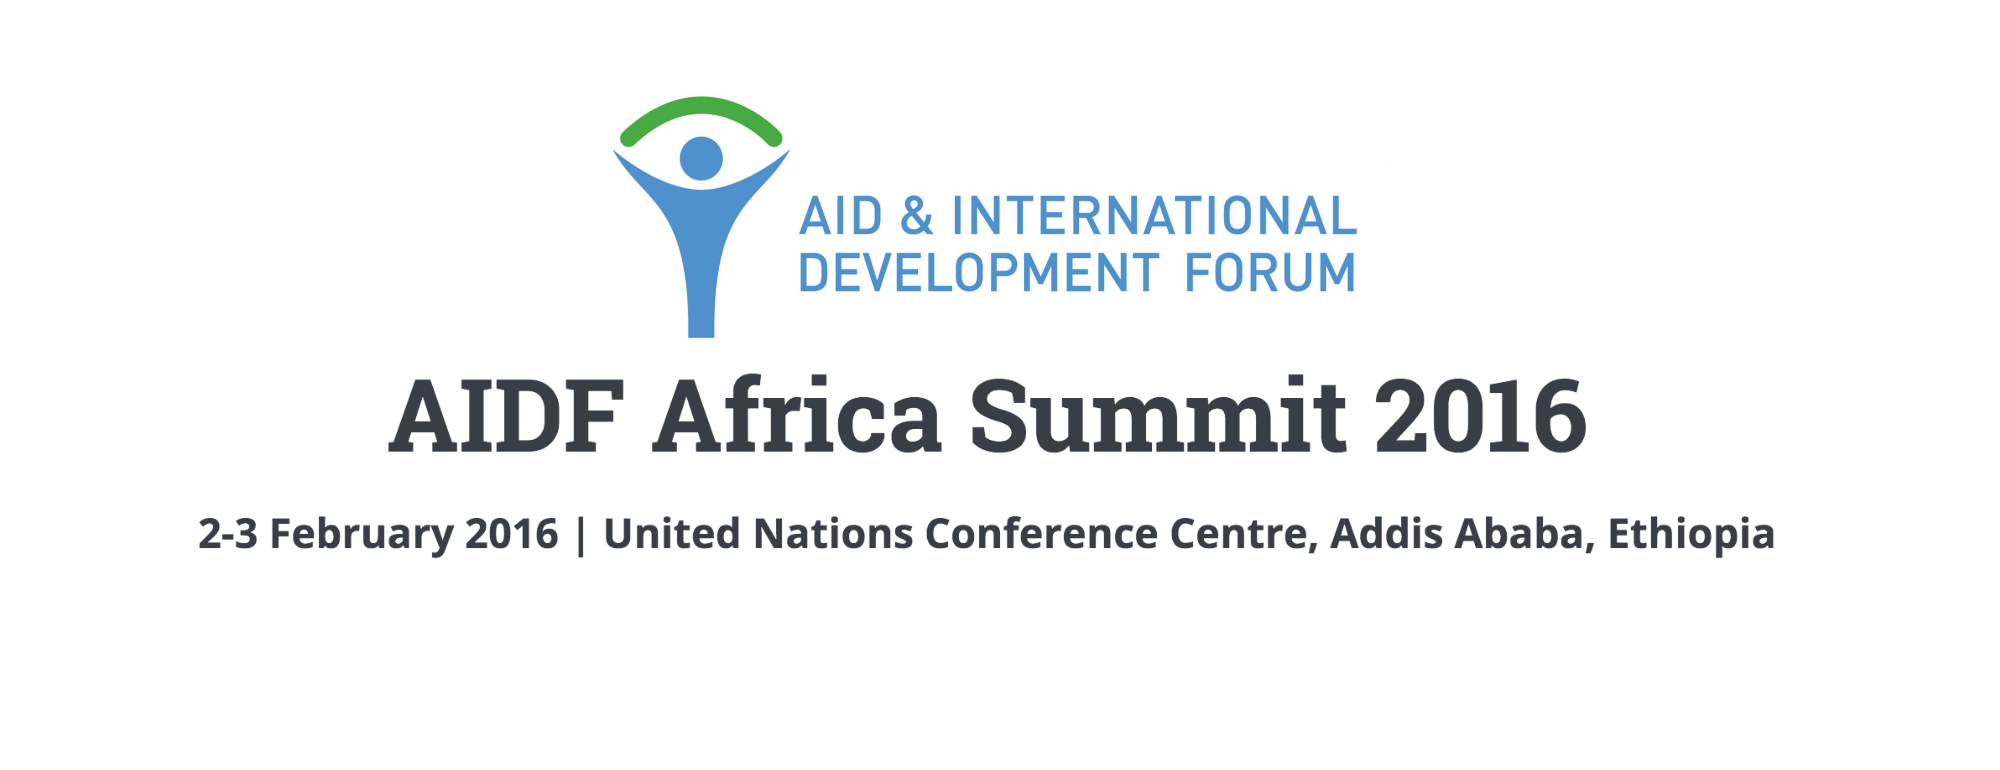 AID & INTERNATIONAL
DEVELOPMENT FORUM
AIDF Africa Summit 2016
2-3 February 2016 | United Nations Conference Centre, Addis Ababa, Ethiopia